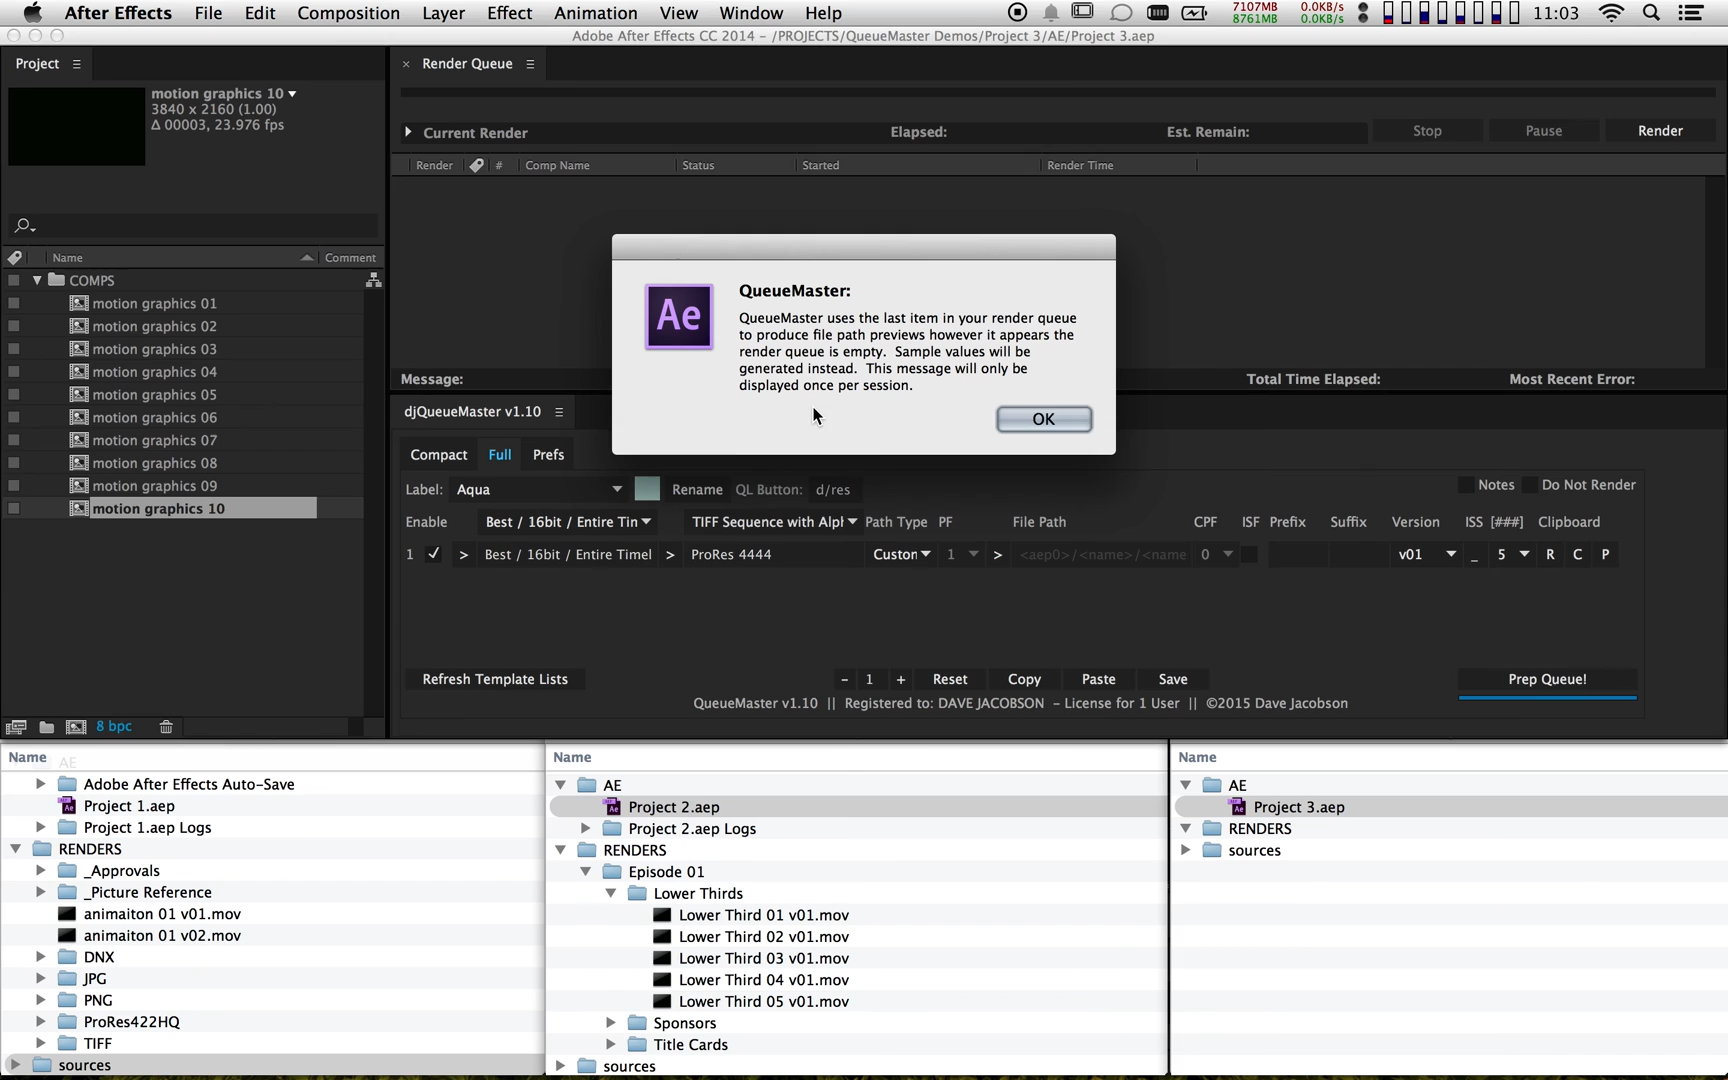 After Effects File Edit Composition Layer Effect Animation View Window Help 7107MB 8761MB 0.0KB/s 0.0KB/s 11:03
Adobe After Effects CC 2014 - /PROJECTS/QueueMaster Demos/Project 3/AE/Project 3.aep
Project
motion graphics 10
3840 x 2160 (1.00)
Δ 00003, 23.976 fps
Name Comment
COMPS
motion graphics 01
motion graphics 02
motion graphics 03
motion graphics 04
motion graphics 05
motion graphics 06
motion graphics 07
motion graphics 08
motion graphics 09
motion graphics 10
8 bpc
× Render Queue
Current Render Elapsed: Est. Remain: Stop Pause Render
Render # Comp Name Status Started Render Time
Message: Total Time Elapsed: Most Recent Error:
Ae
QueueMaster:
QueueMaster uses the last item in your render queue
to produce file path previews however it appears the
render queue is empty. Sample values will be
generated instead. This message will only be
displayed once per session.
OK
djQueueMaster v1.10
Compact Full Prefs
Label: Aqua Rename QL Button: d/res Notes Do Not Render
Enable Best / 16bit / Entire Tin TIFF Sequence with Alpl Path Type PF File Path CPF ISF Prefix Suffix Version ISS [###] Clipboard
1 > Best / 16bit / Entire Timel > ProRes 4444 Custon 1 > <aep0>/<name>/<name 0 v01 _ 5 R C P
Refresh Template Lists - 1 + Reset Copy Paste Save Prep Queue!
QueueMaster v1.10 || Registered to: DAVE JACOBSON - License for 1 User || ©2015 Dave Jacobson
Name
AE
Adobe After Effects Auto-Save
Project 1.aep
Project 1.aep Logs
RENDERS
_Approvals
_Picture Reference
animaiton 01 v01.mov
animaiton 01 v02.mov
DNX
JPG
PNG
ProRes422HQ
TIFF
sources
Name
AE
Project 2.aep
Project 2.aep Logs
RENDERS
Episode 01
Lower Thirds
Lower Third 01 v01.mov
Lower Third 02 v01.mov
Lower Third 03 v01.mov
Lower Third 04 v01.mov
Lower Third 05 v01.mov
Sponsors
Title Cards
sources
Name
AE
Project 3.aep
RENDERS
sources